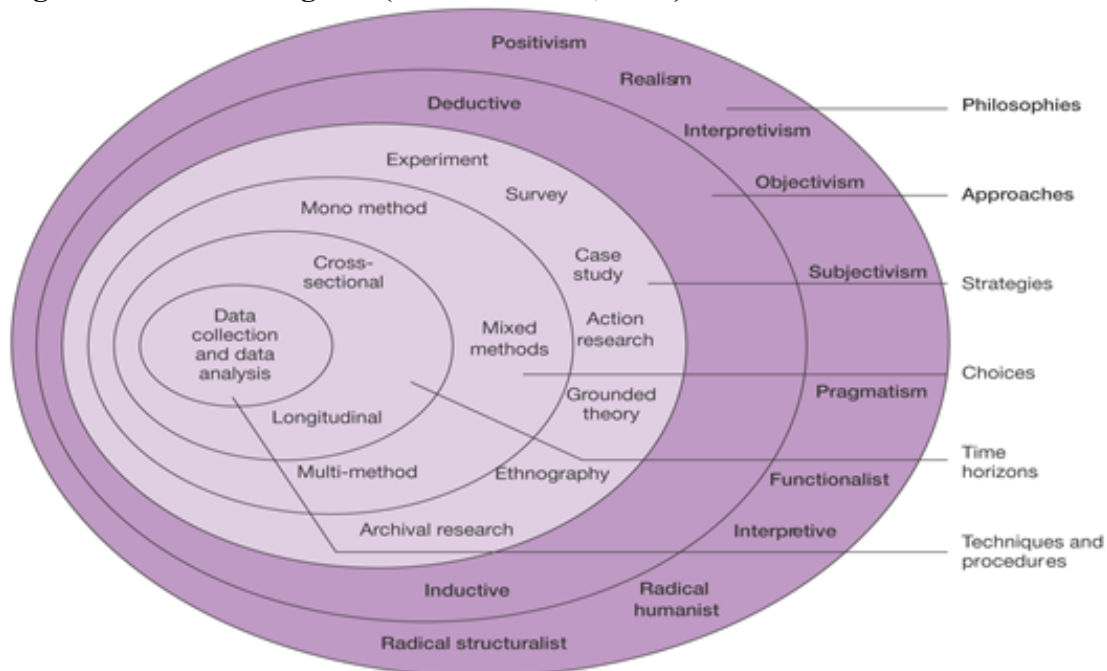 Positivism
Realism
Philosophies
Deductive
Interpretivism
Experiment
Objectivism
Approaches
Survey
Mono method
Case
study
Cross-
sectional
Subjectivism
Strategies
Data
collection
and data
analysis
Mixed
methods
Action
research
Choices
Grounded
theory
Pragmatism
Longitudinal
Time
horizons
Multi-method
Ethnography
Functionalist
Archival research
Interpretive
Techniques and
procedures
Inductive
Radical
humanist
Radical structuralist